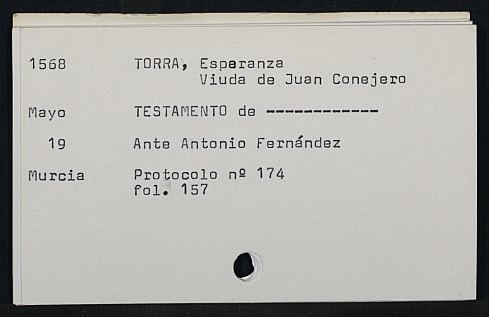 1568 TORRA, Esperanza
Viuda de Juan Conejero
Mayo TESTAMENTO de ------------
19 Ante Antonio Fernández
Murcia Protocolo nº 174
fol. 157